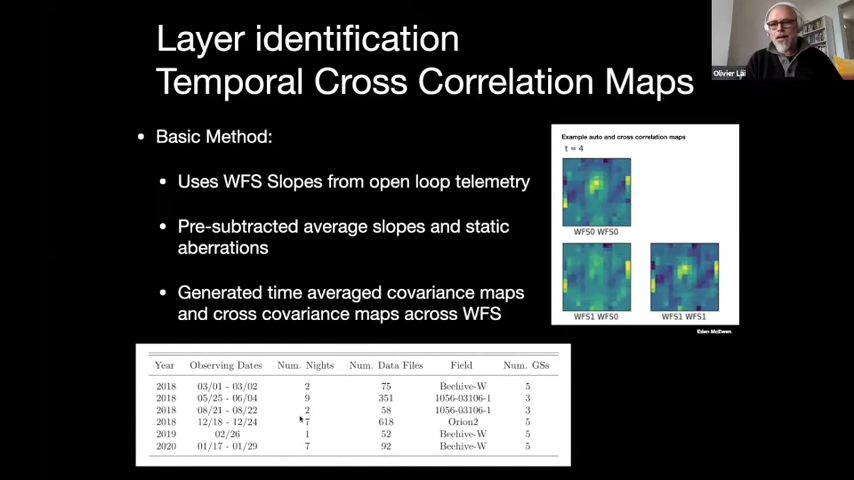 Layer identification
Temporal Cross Correlation Maps
Olivier Lai
• Basic Method:
• Uses WFS Slopes from open loop telemetry
• Pre-subtracted average slopes and static
aberrations
• Generated time averaged covariance maps
and cross covariance maps across WFS
Example auto and cross correlation maps
t = 4
WFS0 WFS0
WFS1 WFS0 WFS1 WFS1
Eden McEwen
Year Observing Dates Num. Nights Num. Data Files Field Num. GSs
2018 03/01 - 03/02 2 75 Beehive-W 5
2018 05/25 - 06/04 9 351 1056-03106-1 3
2018 08/21 - 08/22 2 58 1056-03106-1 3
2018 12/18 - 12/24 7 618 Orion2 5
2019 02/26 1 52 Beehive-W 5
2020 01/17 - 01/29 7 92 Beehive-W 5